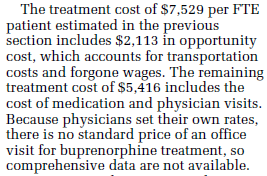 The treatment cost of $7,529 per FTE
patient estimated in the previous
section includes $2,113 in opportunity
cost, which accounts for transportation
costs and forgone wages. The remaining
treatment cost of $5,416 includes the
cost of medication and physician visits.
Because physicians set their own rates,
there is no standard price of an office
visit for buprenorphine treatment, so
comprehensive data are not available.